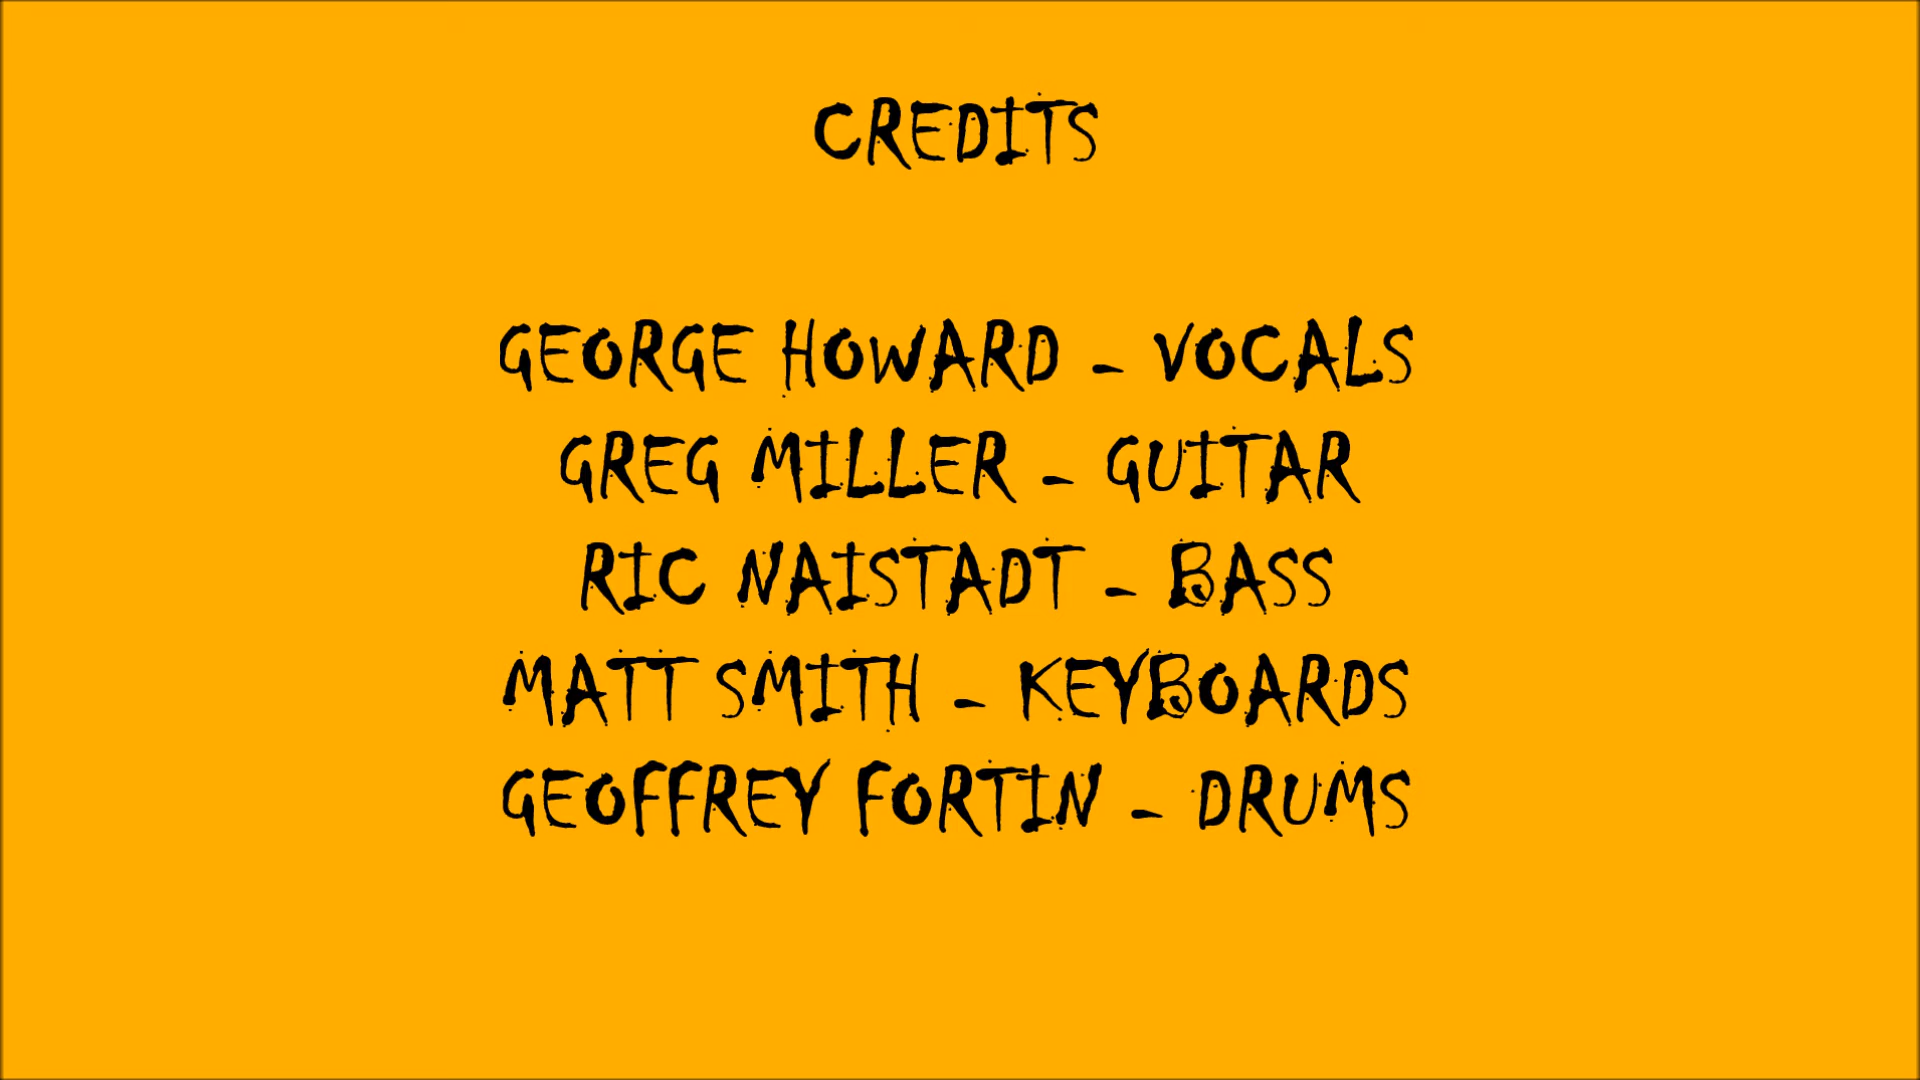 CREDITS
GEORGE HOWARD - VOCALS
GREG MILLER - GUITAR
RIC NAISTADT - BASS
MATT SMITH - KEYBOARDS
GEOFFREY FORTIN - DRUMS